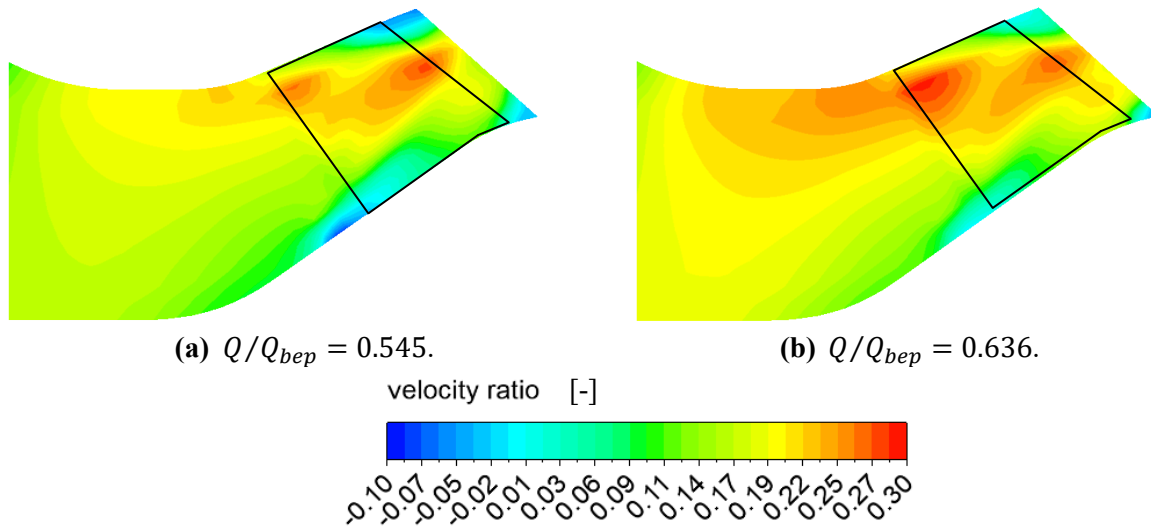 (a) Q/Q_bep = 0.545.
(b) Q/Q_bep = 0.636.
velocity ratio [-]
-0.10 -0.07 -0.05 -0.02 0.01 0.03 0.06 0.09 0.11 0.14 0.17 0.19 0.22 0.25 0.27 0.30